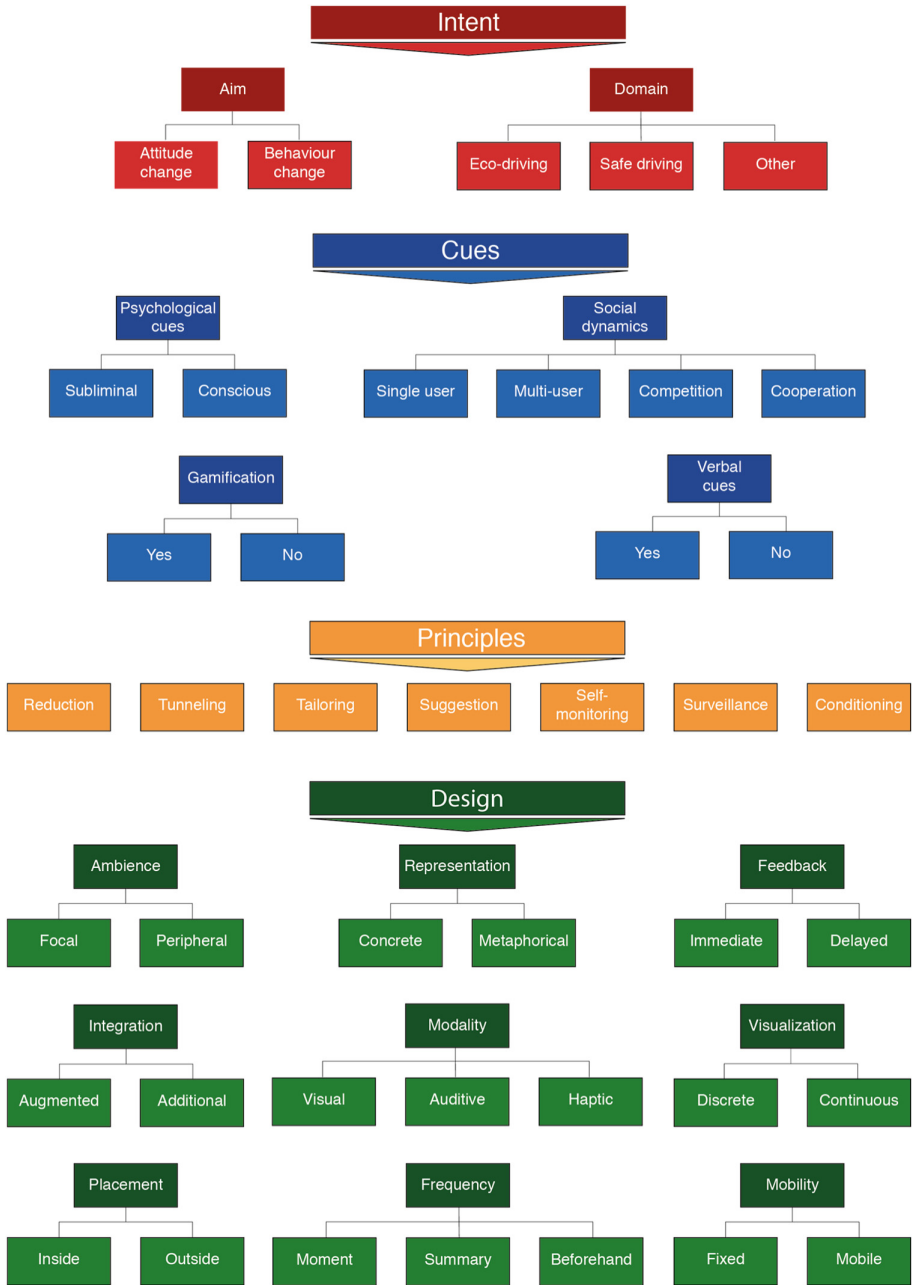 Intent
Aim
Domain
Attitude
change
Behaviour
change
Eco-driving
Safe driving
Other
Cues
Psychological
cues
Social
dynamics
Subliminal
Conscious
Single user
Multi-user
Competition
Cooperation
Gamification
Verbal
cues
Yes
No
Yes
No
Principles
Reduction
Tunneling
Tailoring
Suggestion
Self-
monitoring
Surveillance
Conditioning
Design
Ambience
Representation
Feedback
Focal
Peripheral
Concrete
Metaphorical
Immediate
Delayed
Integration
Modality
Visualization
Augmented
Additional
Visual
Auditive
Haptic
Discrete
Continuous
Placement
Frequency
Mobility
Inside
Outside
Moment
Summary
Beforehand
Fixed
Mobile